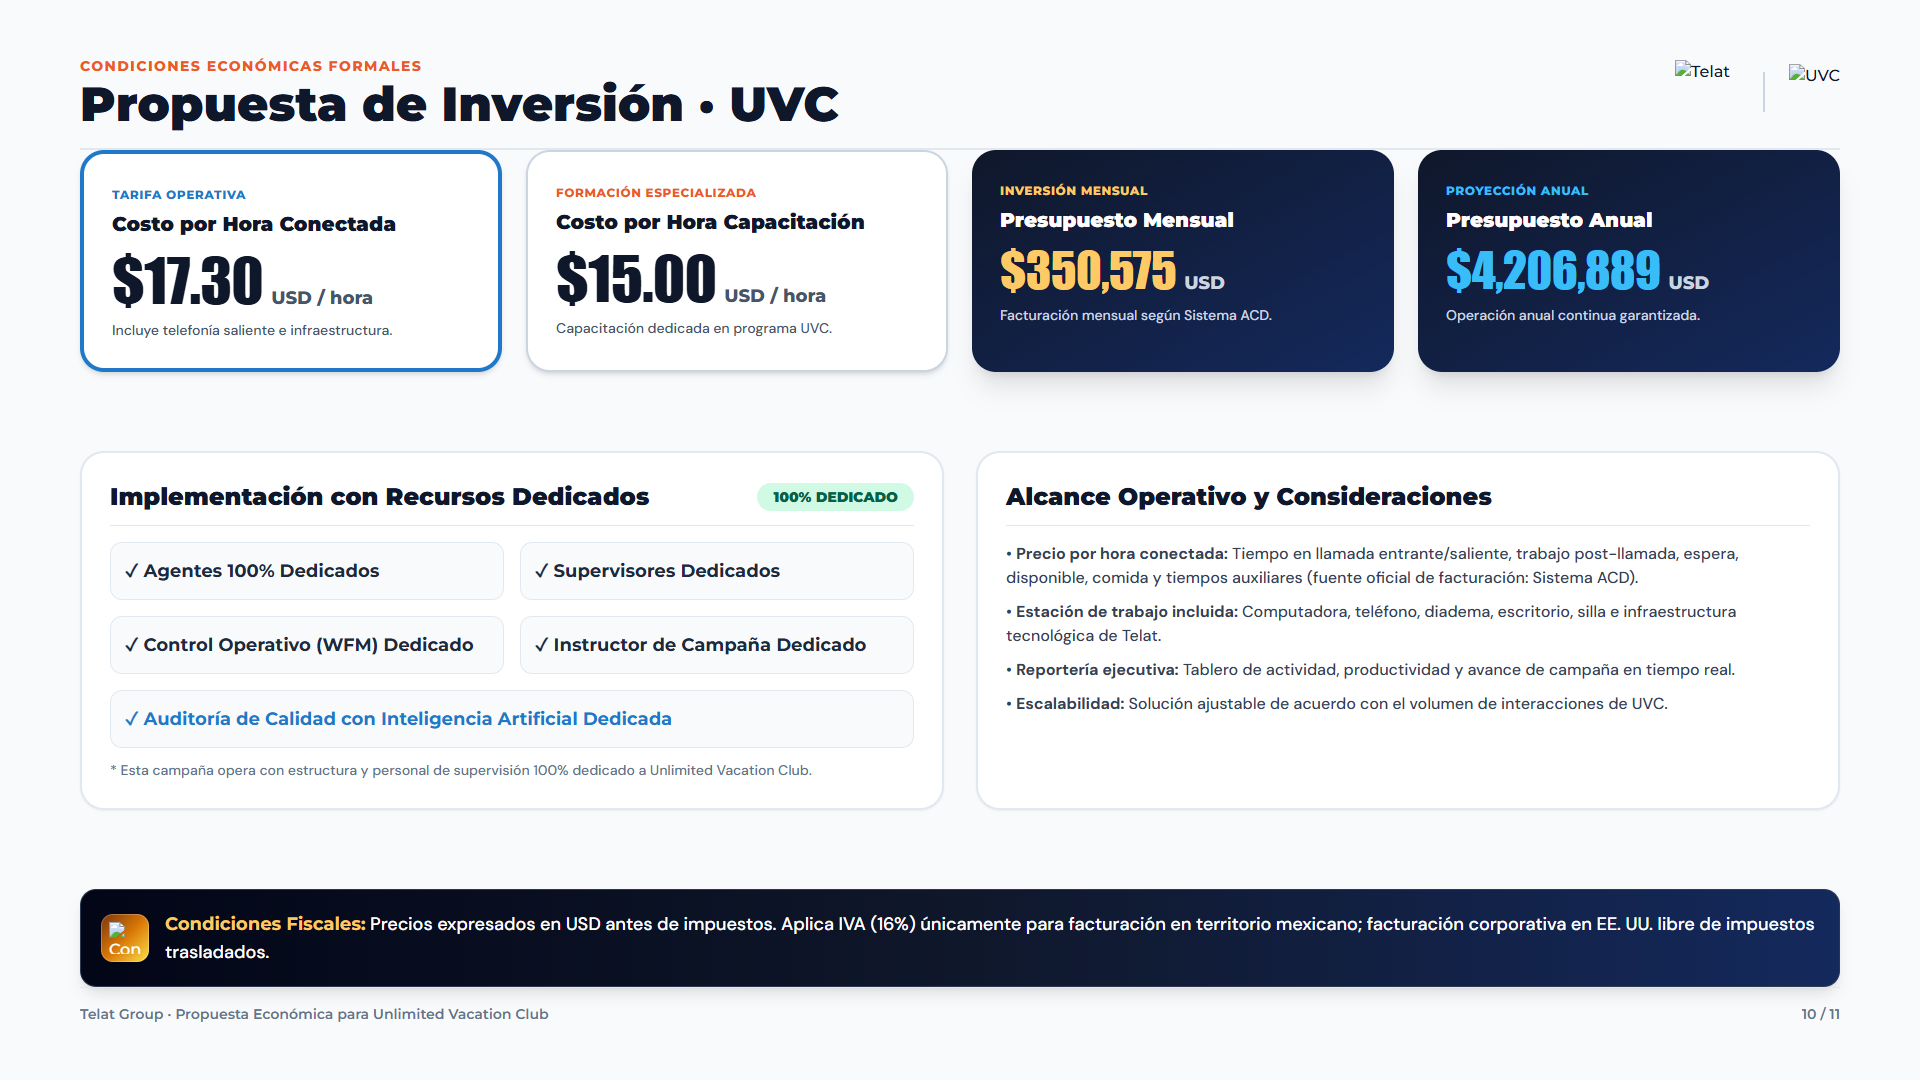 CONDICIONES ECONÓMICAS FORMALES
Propuesta de Inversión · UVC
Telat
UVC
TARIFA OPERATIVA
Costo por Hora Conectada
$17.30 USD / hora
Incluye telefonía saliente e infraestructura.
FORMACIÓN ESPECIALIZADA
Costo por Hora Capacitación
$15.00 USD / hora
Capacitación dedicada en programa UVC.
INVERSIÓN MENSUAL
Presupuesto Mensual
$350,575 USD
Facturación mensual según Sistema ACD.
PROYECCIÓN ANUAL
Presupuesto Anual
$4,206,889 USD
Operación anual continua garantizada.
Implementación con Recursos Dedicados
100% DEDICADO
✓ Agentes 100% Dedicados
✓ Supervisores Dedicados
✓ Control Operativo (WFM) Dedicado
✓ Instructor de Campaña Dedicado
✓ Auditoría de Calidad con Inteligencia Artificial Dedicada
* Esta campaña opera con estructura y personal de supervisión 100% dedicado a Unlimited Vacation Club.
Alcance Operativo y Consideraciones
• Precio por hora conectada: Tiempo en llamada entrante/saliente, trabajo post-llamada, espera,
disponible, comida y tiempos auxiliares (fuente oficial de facturación: Sistema ACD).
• Estación de trabajo incluida: Computadora, teléfono, diadema, escritorio, silla e infraestructura
tecnológica de Telat.
• Reportería ejecutiva: Tablero de actividad, productividad y avance de campaña en tiempo real.
• Escalabilidad: Solución ajustable de acuerdo con el volumen de interacciones de UVC.
Con
Condiciones Fiscales: Precios expresados en USD antes de impuestos. Aplica IVA (16%) únicamente para facturación en territorio mexicano; facturación corporativa en EE. UU. libre de impuestos
trasladados.
Telat Group · Propuesta Económica para Unlimited Vacation Club
10 / 11